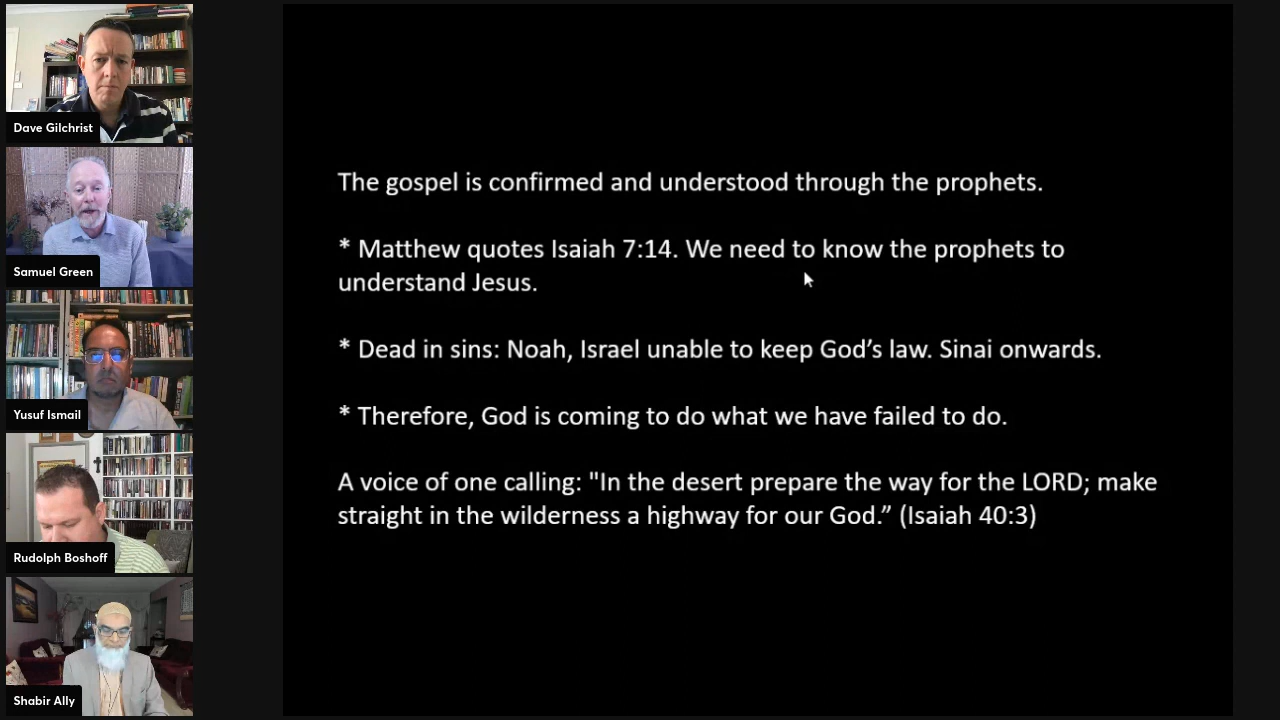 Dave Gilchrist
Samuel Green
Yusuf Ismail
Rudolph Boshoff
Shabir Ally
The gospel is confirmed and understood through the prophets.
* Matthew quotes Isaiah 7:14. We need to know the prophets to
understand Jesus.
* Dead in sins: Noah, Israel unable to keep God’s law. Sinai onwards.
* Therefore, God is coming to do what we have failed to do.
A voice of one calling: "In the desert prepare the way for the LORD; make
straight in the wilderness a highway for our God.” (Isaiah 40:3)